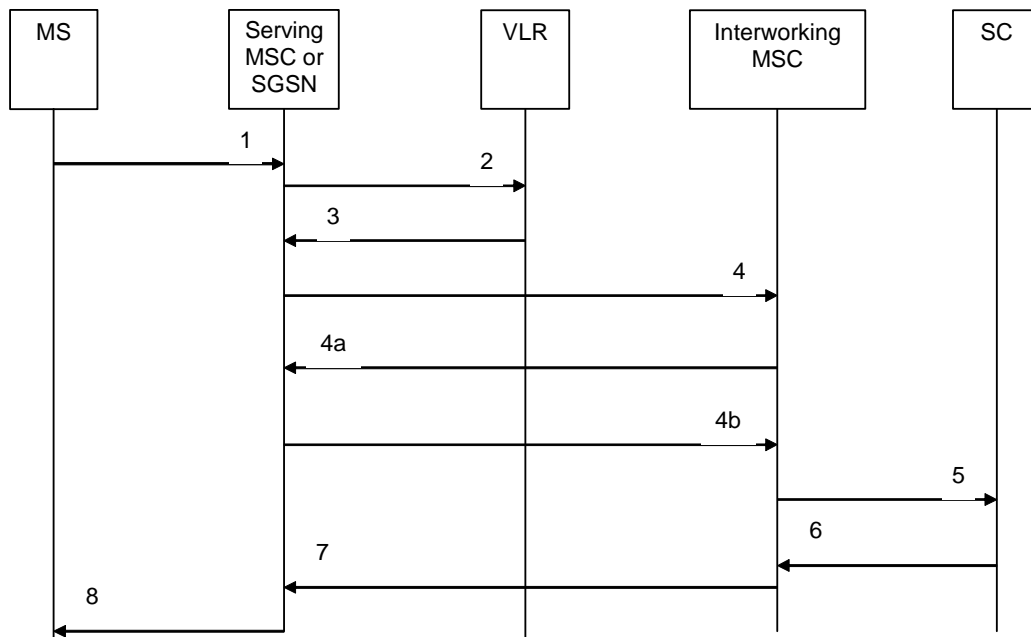 MS
Serving
MSC or
SGSN
VLR
Interworking
MSC
SC
1
2
3
4
4a
4b
5
6
7
8